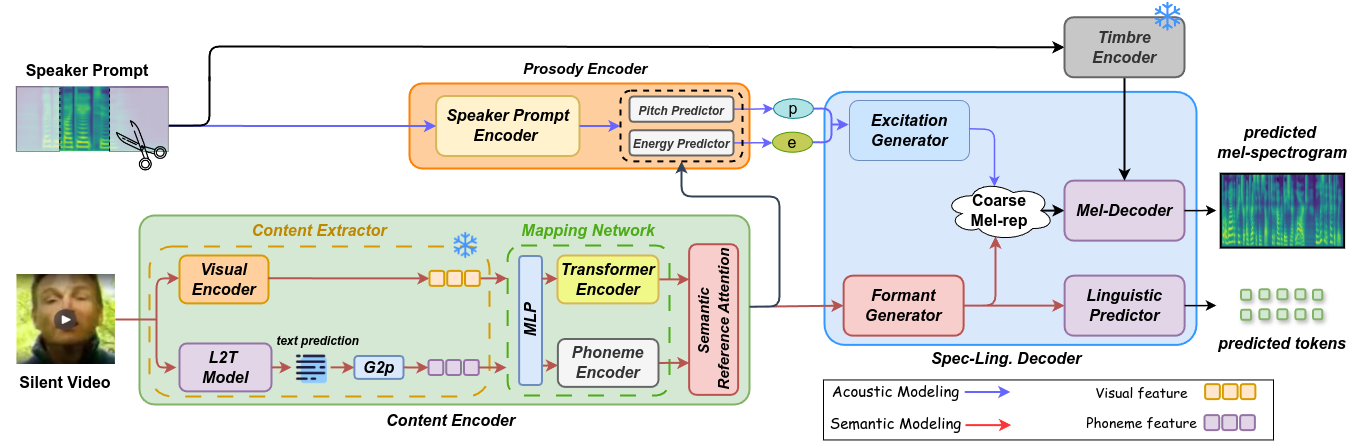 Speaker Prompt
Prosody Encoder
Speaker Prompt
Encoder
Pitch Predictor
Energy Predictor
p
e
Timbre
Encoder
Excitation
Generator
Coarse
Mel-rep
Mel-Decoder
predicted
mel-spectrogram
Content Extractor
Mapping Network
Visual
Encoder
MLP
Transformer
Encoder
Semantic
Reference Attention
Formant
Generator
Linguistic
Predictor
L2T
Model
text prediction
G2p
Phoneme
Encoder
Silent Video
Content Encoder
Spec-Ling. Decoder
predicted tokens
Acoustic Modeling
Visual feature
Semantic Modeling
Phoneme feature